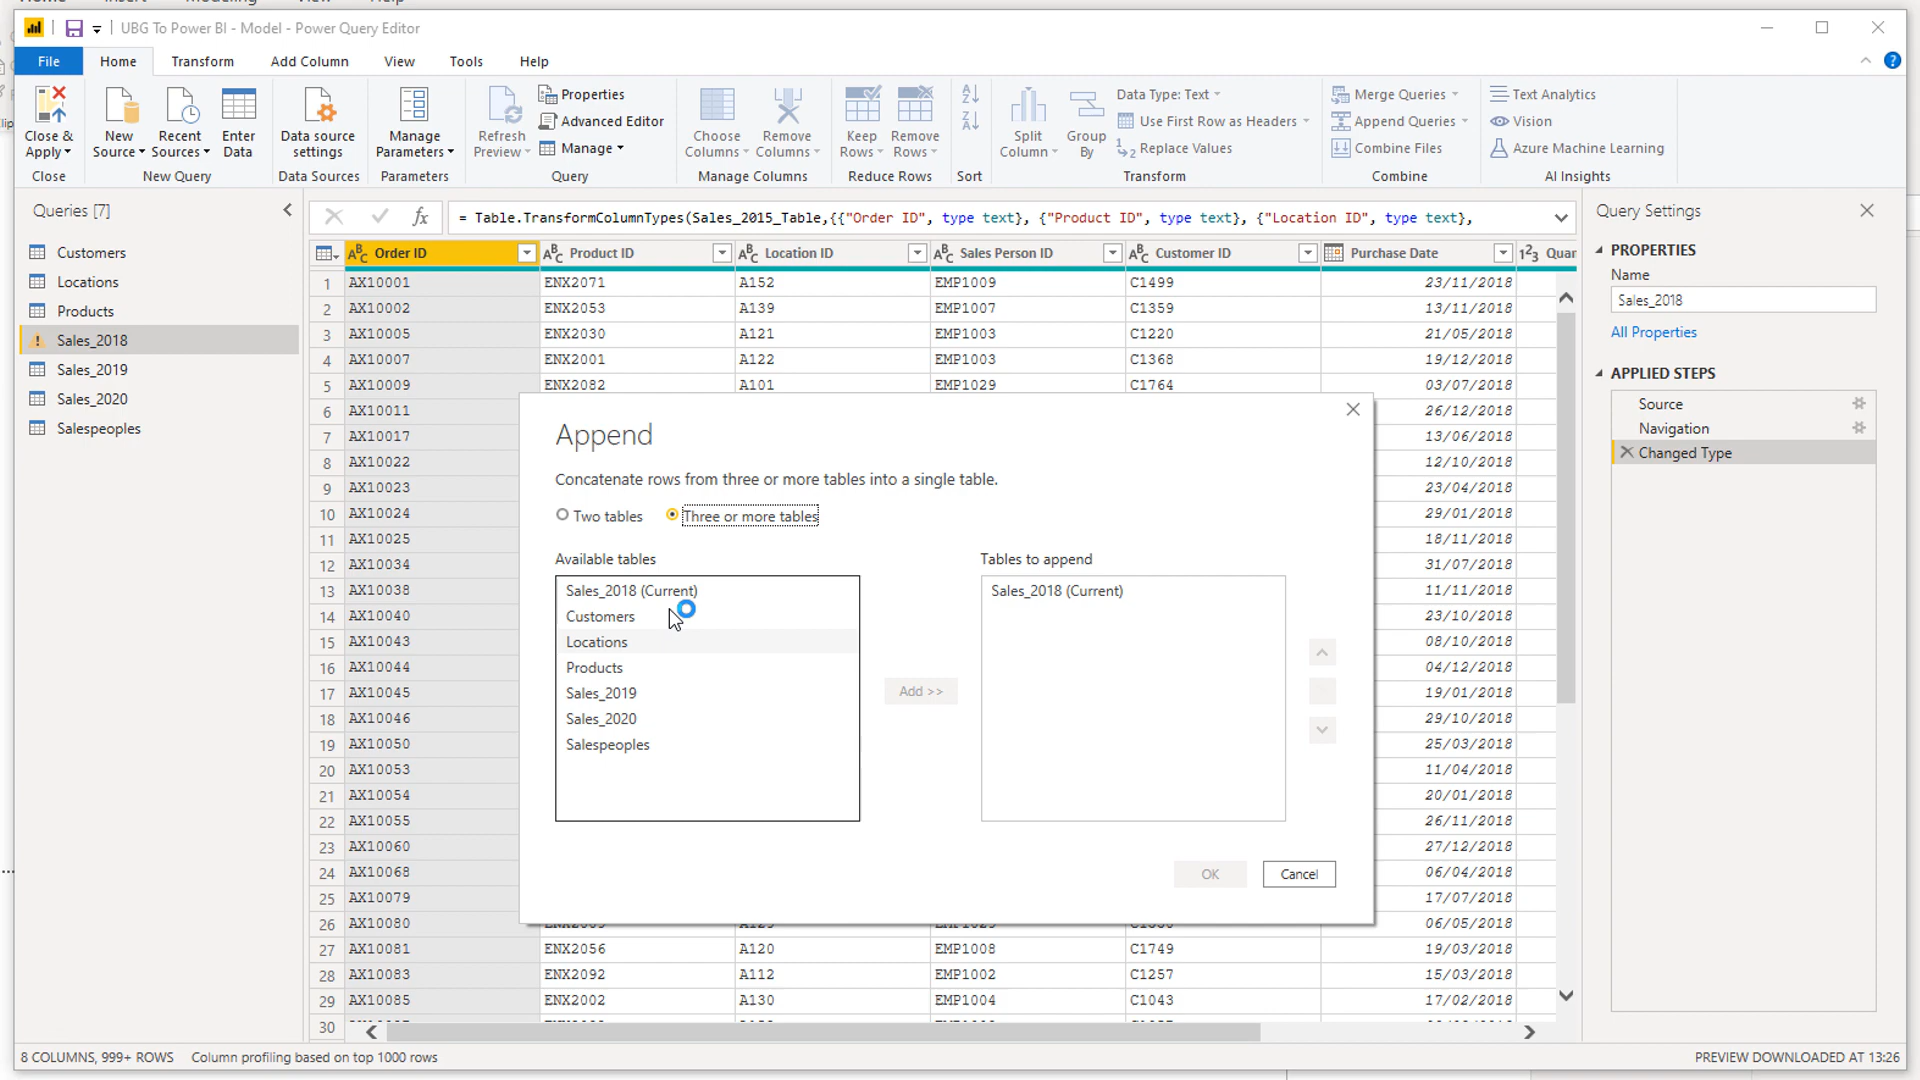 UBG To Power BI - Model - Power Query Editor
File Home Transform Add Column View Tools Help
Close & Apply
New Source
Recent Sources
Enter Data
Data source settings
Manage Parameters
Refresh Preview
Properties
Advanced Editor
Manage
Choose Columns
Remove Columns
Keep Rows
Remove Rows
Split Column
Group By
Data Type: Text
Use First Row as Headers
Replace Values
Merge Queries
Append Queries
Combine Files
Text Analytics
Vision
Azure Machine Learning
Close New Query Data Sources Parameters Query Manage Columns Reduce Rows Sort Transform Combine AI Insights
Queries [7]
Customers
Locations
Products
Sales_2018
Sales_2019
Sales_2020
Salespeoples
= Table.TransformColumnTypes(Sales_2015_Table,{{"Order ID", type text}, {"Product ID", type text}, {"Location ID", type text},
Order ID Product ID Location ID Sales Person ID Customer ID Purchase Date Quan
1 AX10001 ENX2071 A152 EMP1009 C1499 23/11/2018
2 AX10002 ENX2053 A139 EMP1007 C1359 13/11/2018
3 AX10005 ENX2030 A121 EMP1003 C1220 21/05/2018
4 AX10007 ENX2001 A122 EMP1003 C1368 19/12/2018
5 AX10009 ENX2082 A101 EMP1029 C1764 03/07/2018
6 AX10011 26/12/2018
7 AX10017 13/06/2018
8 AX10022 12/10/2018
9 AX10023 23/04/2018
10 AX10024 29/01/2018
11 AX10025 18/11/2018
12 AX10034 31/07/2018
13 AX10038 11/11/2018
14 AX10040 23/10/2018
15 AX10043 08/10/2018
16 AX10044 04/12/2018
17 AX10045 19/01/2018
18 AX10046 29/10/2018
19 AX10050 25/03/2018
20 AX10053 11/04/2018
21 AX10054 20/01/2018
22 AX10055 26/11/2018
23 AX10060 27/12/2018
24 AX10068 06/04/2018
25 AX10079 17/07/2018
26 AX10080 06/05/2018
27 AX10081 ENX2056 A120 EMP1008 C1749 19/03/2018
28 AX10083 ENX2092 A112 EMP1002 C1257 15/03/2018
29 AX10085 ENX2002 A130 EMP1004 C1043 17/02/2018
30
Append
Concatenate rows from three or more tables into a single table.
Two tables Three or more tables
Available tables
Sales_2018 (Current)
Customers
Locations
Products
Sales_2019
Sales_2020
Salespeoples
Add >>
Tables to append
Sales_2018 (Current)
OK Cancel
Query Settings
PROPERTIES
Name
Sales_2018
All Properties
APPLIED STEPS
Source
Navigation
Changed Type
8 COLUMNS, 999+ ROWS Column profiling based on top 1000 rows
PREVIEW DOWNLOADED AT 13:26